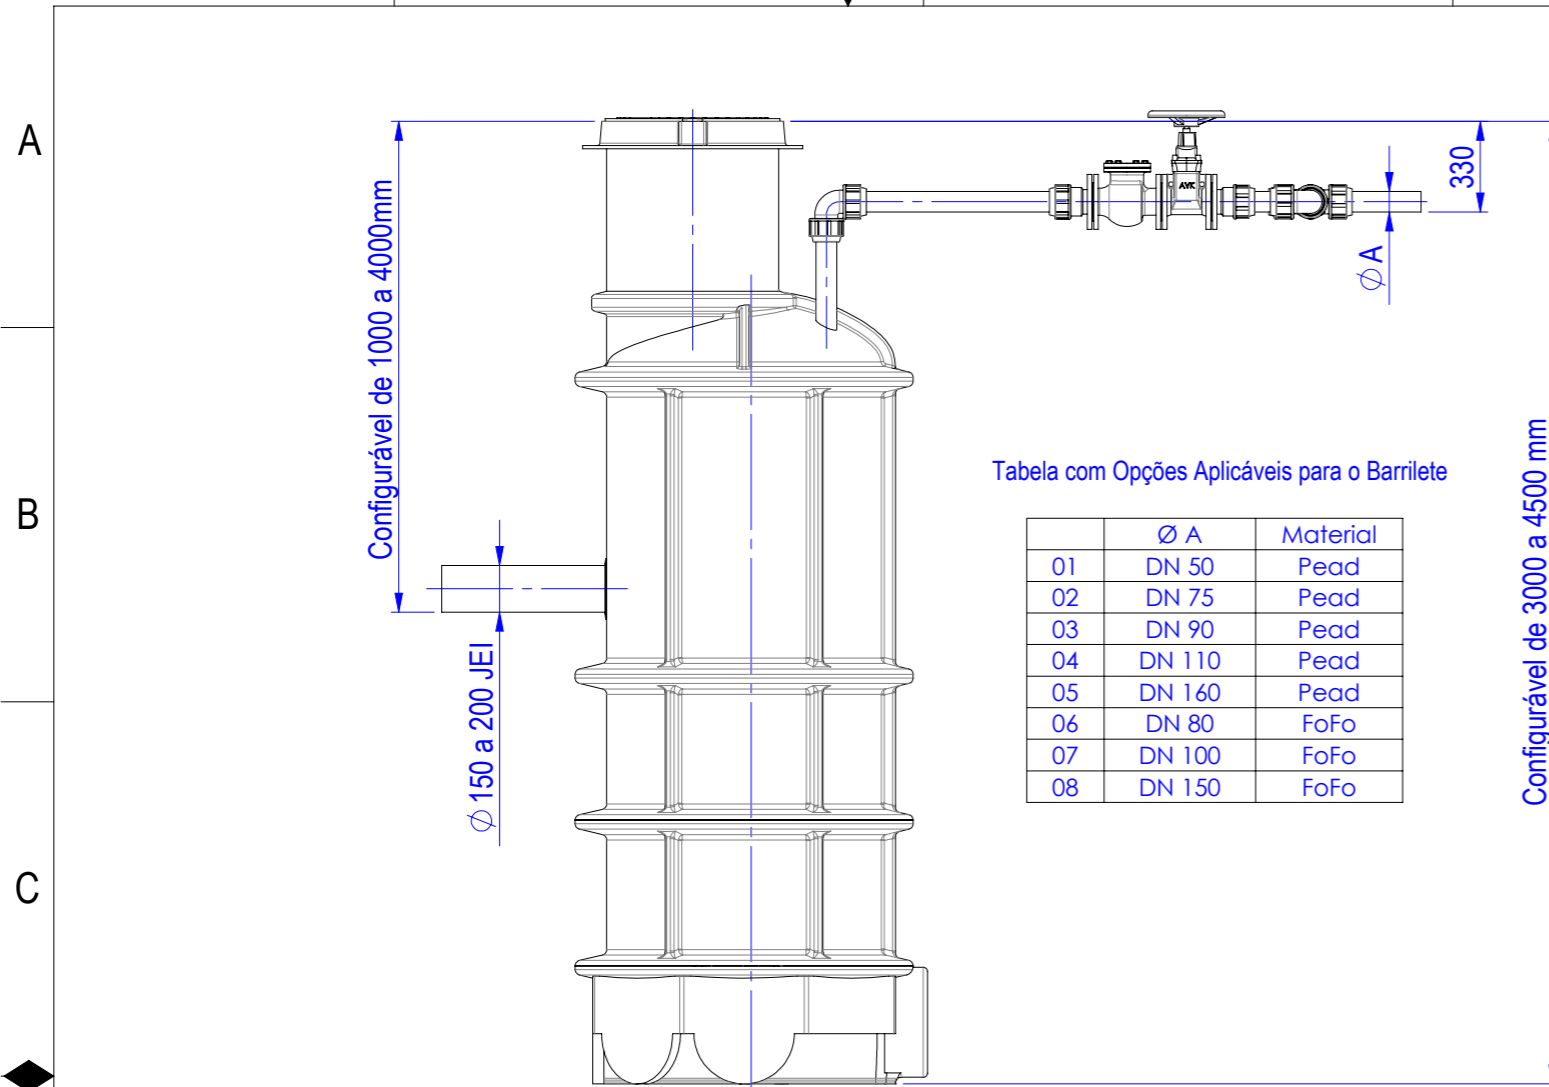 A
B
C
Configurável de 1000 a 4000mm
Ø 150 a 200 JEI
AVK
330
Ø A
Configurável de 3000 a 4500 mm
Tabela com Opções Aplicáveis para o Barrilete
Ø A Material
01 DN 50 Pead
02 DN 75 Pead
03 DN 90 Pead
04 DN 110 Pead
05 DN 160 Pead
06 DN 80 FoFo
07 DN 100 FoFo
08 DN 150 FoFo